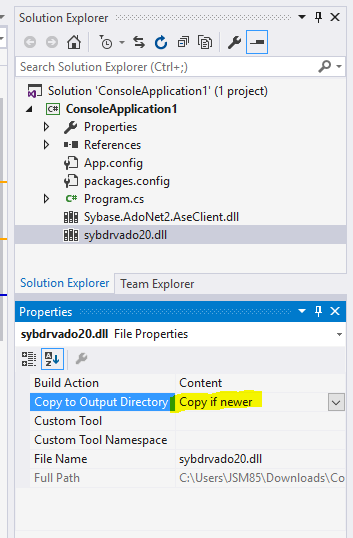 Solution Explorer
Search Solution Explorer (Ctrl+;)
Solution 'ConsoleApplication1' (1 project)
C# ConsoleApplication1
Properties
References
App.config
packages.config
C# Program.cs
Sybase.AdoNet2.AseClient.dll
sybdrvado20.dll
Solution Explorer Team Explorer
Properties
sybdrvado20.dll File Properties
Build Action Content
Copy to Output Directory Copy if newer
Custom Tool
Custom Tool Namespace
File Name sybdrvado20.dll
Full Path C:\Users\JSM85\Downloads\Co